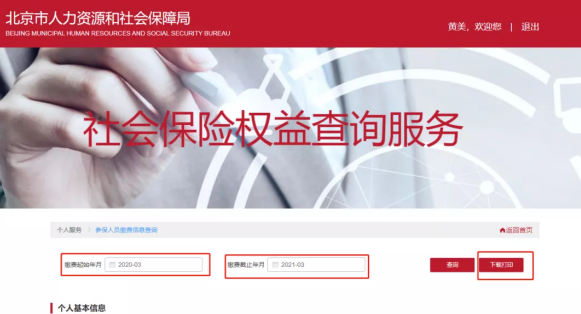 北京市人力资源和社会保障局
BEIJING MUNICIPAL HUMAN RESOURCES AND SOCIAL SECURITY BUREAU
黄美，欢迎您 | 退出
社会保险权益查询服务
个人服务 > 参保人员缴费信息查询
返回首页
缴费起始年月 2020-03
缴费截止年月 2021-03
查询
下载打印
个人基本信息